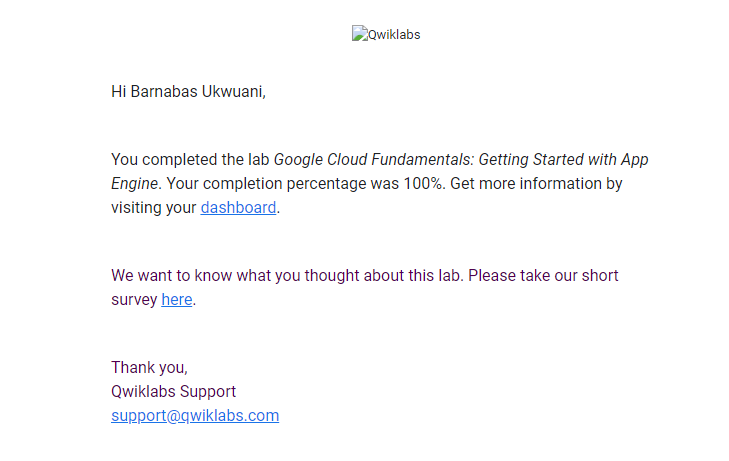 Qwiklabs
Hi Barnabas Ukwuani,
You completed the lab Google Cloud Fundamentals: Getting Started with App
Engine. Your completion percentage was 100%. Get more information by
visiting your dashboard.
We want to know what you thought about this lab. Please take our short
survey here.
Thank you,
Qwiklabs Support
support@qwiklabs.com